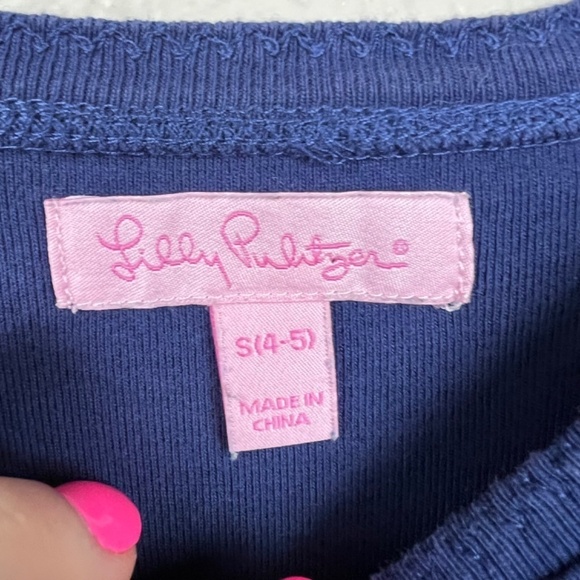 Lilly Pulitzer®
S(4-5)
MADE IN
CHINA